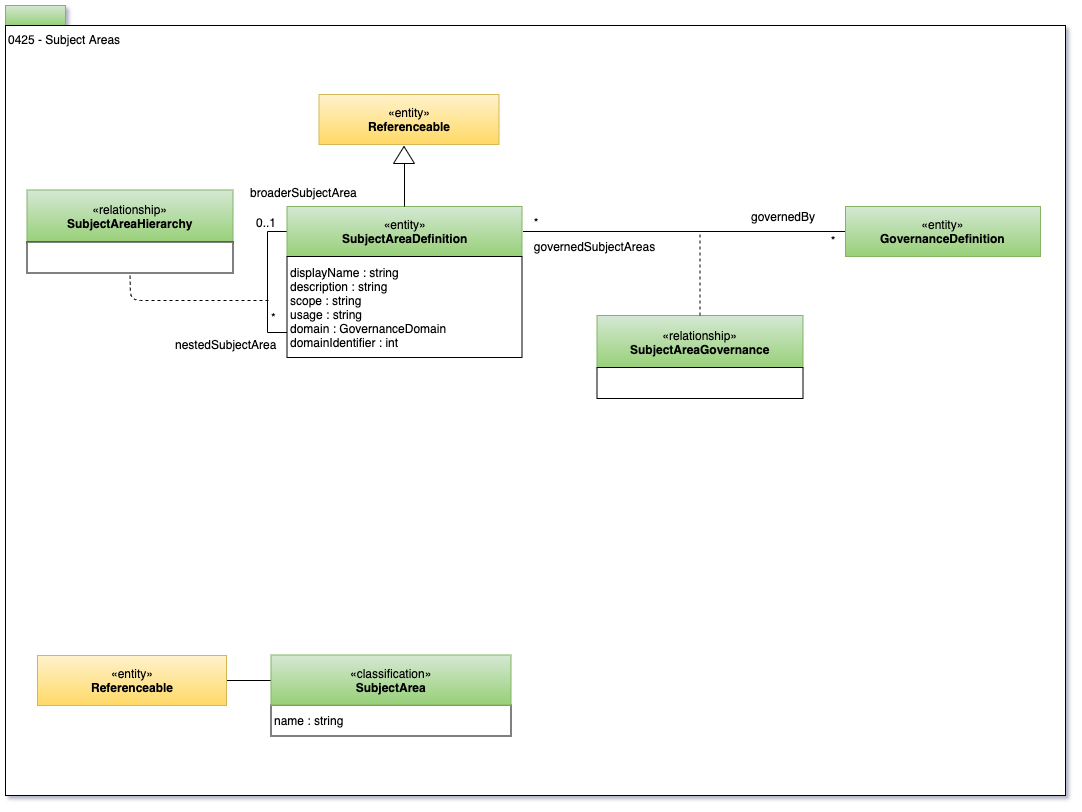 0425 - Subject Areas
«entity»
Referenceable
broaderSubjectArea
«relationship»
SubjectAreaHierarchy
0..1
«entity»
SubjectAreaDefinition
displayName : string
description : string
scope : string
usage : string
domain : GovernanceDomain
domainIdentifier : int
*
nestedSubjectArea
*
governedSubjectAreas
governedBy
*
«entity»
GovernanceDefinition
«relationship»
SubjectAreaGovernance
«entity»
Referenceable
«classification»
SubjectArea
name : string